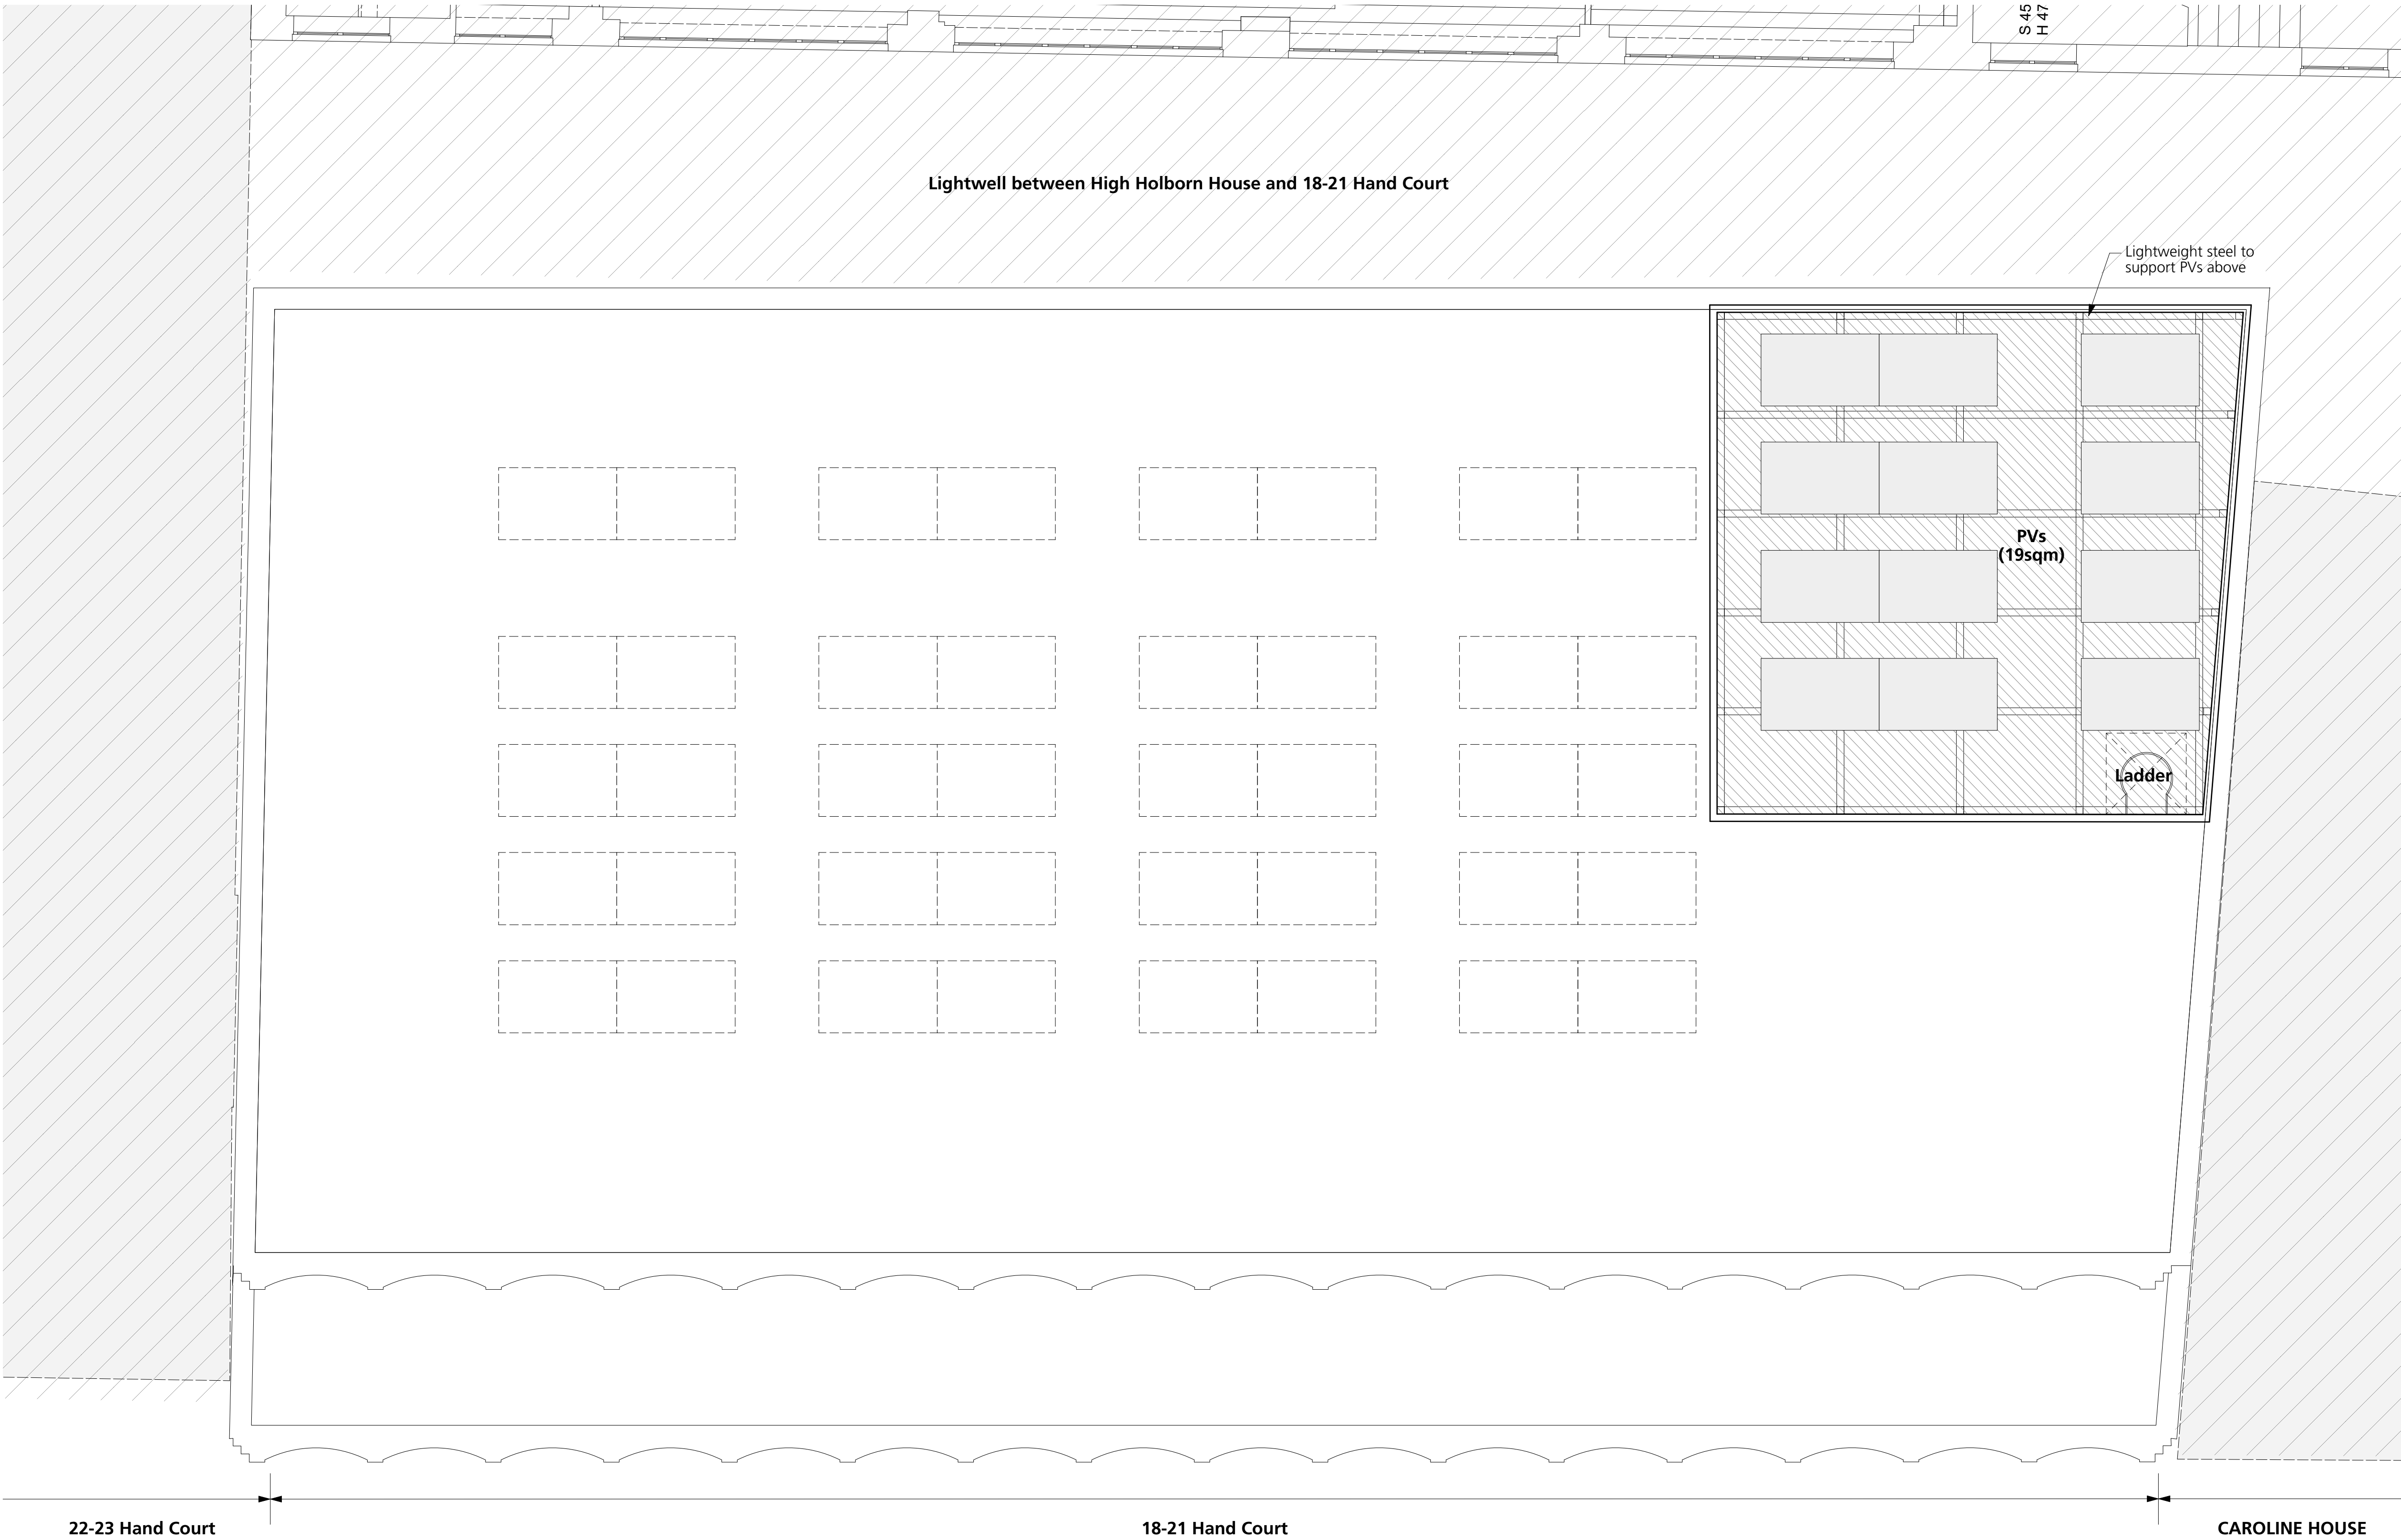 S 45
H 47
Lightwell between High Holborn House and 18-21 Hand Court
Lightweight steel to
support PVs above
PVs
(19sqm)
Ladder
22-23 Hand Court
18-21 Hand Court
CAROLINE HOUSE